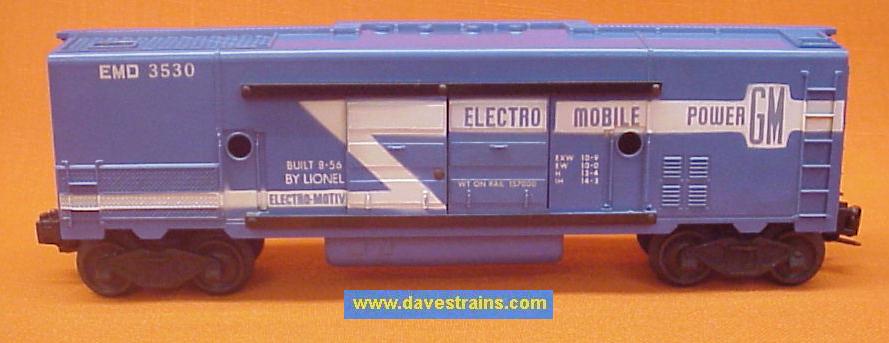 EMD 3530
ELECTRO MOBILE POWER GM
BUILT 8-56
BY LIONEL
ELECTRO-MOTIV
EXW 10-9
EW 10-0
H 13-4
IH 14-3
WT ON RAIL 157000
www.davestrains.com